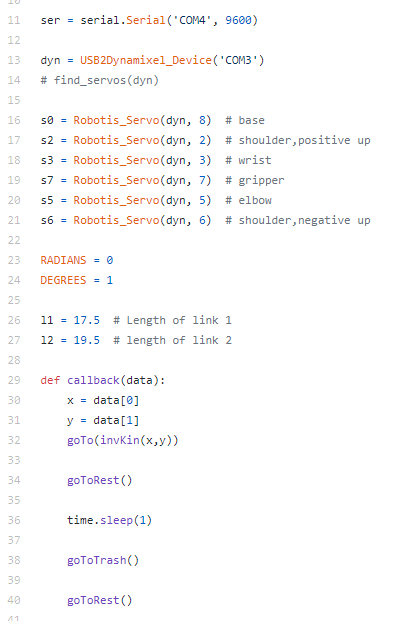 10
11 ser = serial.Serial('COM4', 9600)
12
13 dyn = USB2Dynamixel_Device('COM3')
14 # find_servos(dyn)
15
16 s0 = Robotis_Servo(dyn, 8)  # base
17 s2 = Robotis_Servo(dyn, 2)  # shoulder,positive up
18 s3 = Robotis_Servo(dyn, 3)  # wrist
19 s7 = Robotis_Servo(dyn, 7)  # gripper
20 s5 = Robotis_Servo(dyn, 5)  # elbow
21 s6 = Robotis_Servo(dyn, 6)  # shoulder,negative up
22
23 RADIANS = 0
24 DEGREES = 1
25
26 l1 = 17.5  # Length of link 1
27 l2 = 19.5  # length of link 2
28
29 def callback(data):
30     x = data[0]
31     y = data[1]
32     goTo(invKin(x,y))
33
34     goToRest()
35
36     time.sleep(1)
37
38     goToTrash()
39
40     goToRest()
41